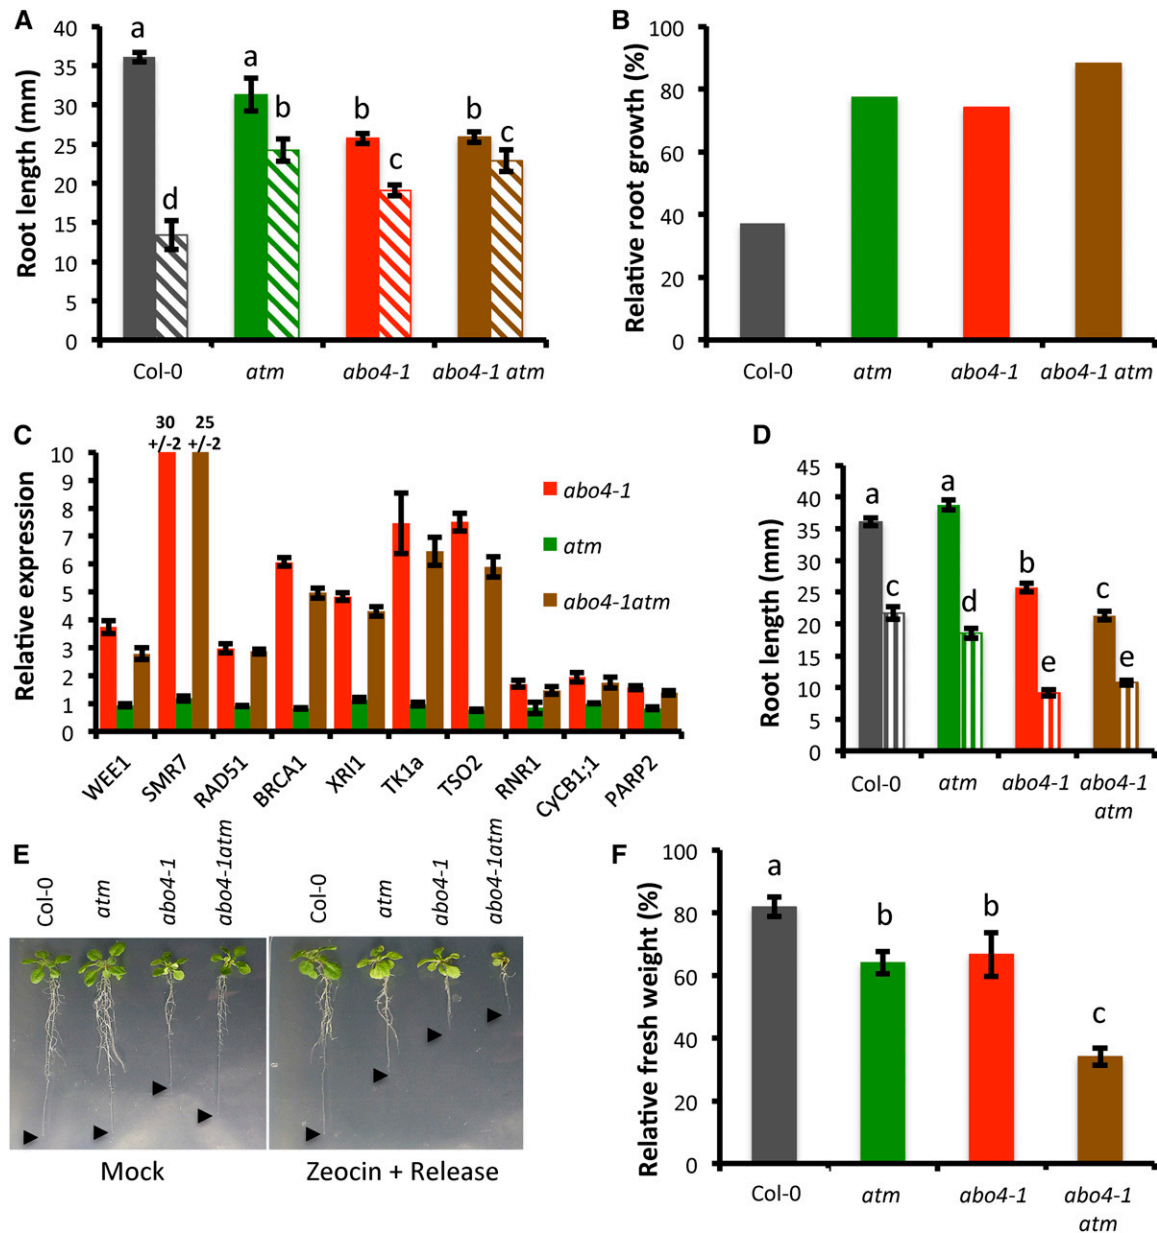 A
Root length (mm)
40
35
30
25
20
15
10
5
0
a
d
a
b
b
c
b
c
Col-0
atm
abo4-1
abo4-1 atm
B
Relative root growth (%)
100
80
60
40
20
0
Col-0
atm
abo4-1
abo4-1 atm
C
Relative expression
30
+/-2
25
+/-2
10
9
8
7
6
5
4
3
2
1
0
abo4-1
atm
abo4-1atm
WEE1
SMR7
RAD51
BRCA1
XRI1
TK1a
TSO2
RNR1
CyCB1;1
PARP2
D
Root length (mm)
45
40
35
30
25
20
15
10
5
0
a
c
a
d
b
e
c
e
Col-0
atm
abo4-1
abo4-1
atm
E
Col-0
atm
abo4-1
abo4-1atm
Col-0
atm
abo4-1
abo4-1atm
Mock
Zeocin + Release
F
Relative fresh weight (%)
100
80
60
40
20
0
a
b
b
c
Col-0
atm
abo4-1
abo4-1
atm